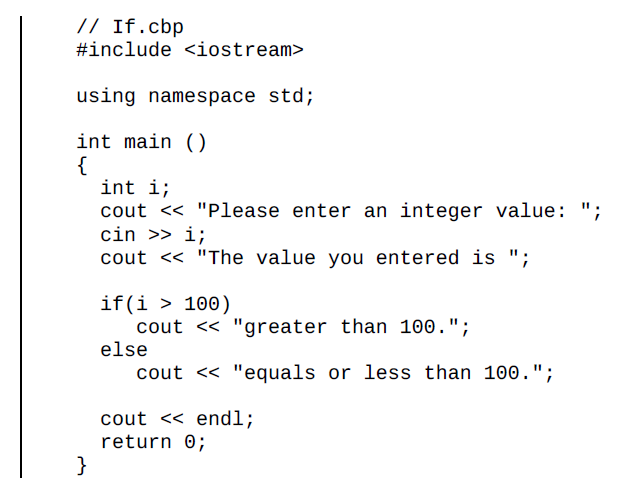 // If.cbp
#include <iostream>
using namespace std;
int main ()
{
int i;
cout << "Please enter an integer value: ";
cin >> i;
cout << "The value you entered is ";
if(i > 100)
cout << "greater than 100.";
else
cout << "equals or less than 100.";
cout << endl;
return 0;
}